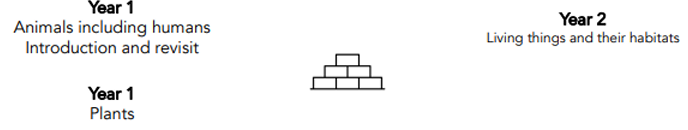 Year 1
Animals including humans
Introduction and revisit
Year 1
Plants
Year 2
Living things and their habitats